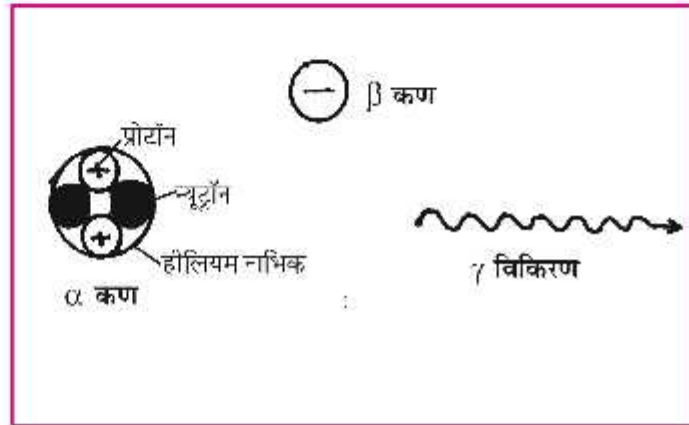 − β कण
प्रोटॉन
+
न्यूट्रॉन
+
हीलियम नाभिक
α कण
γ विकिरण